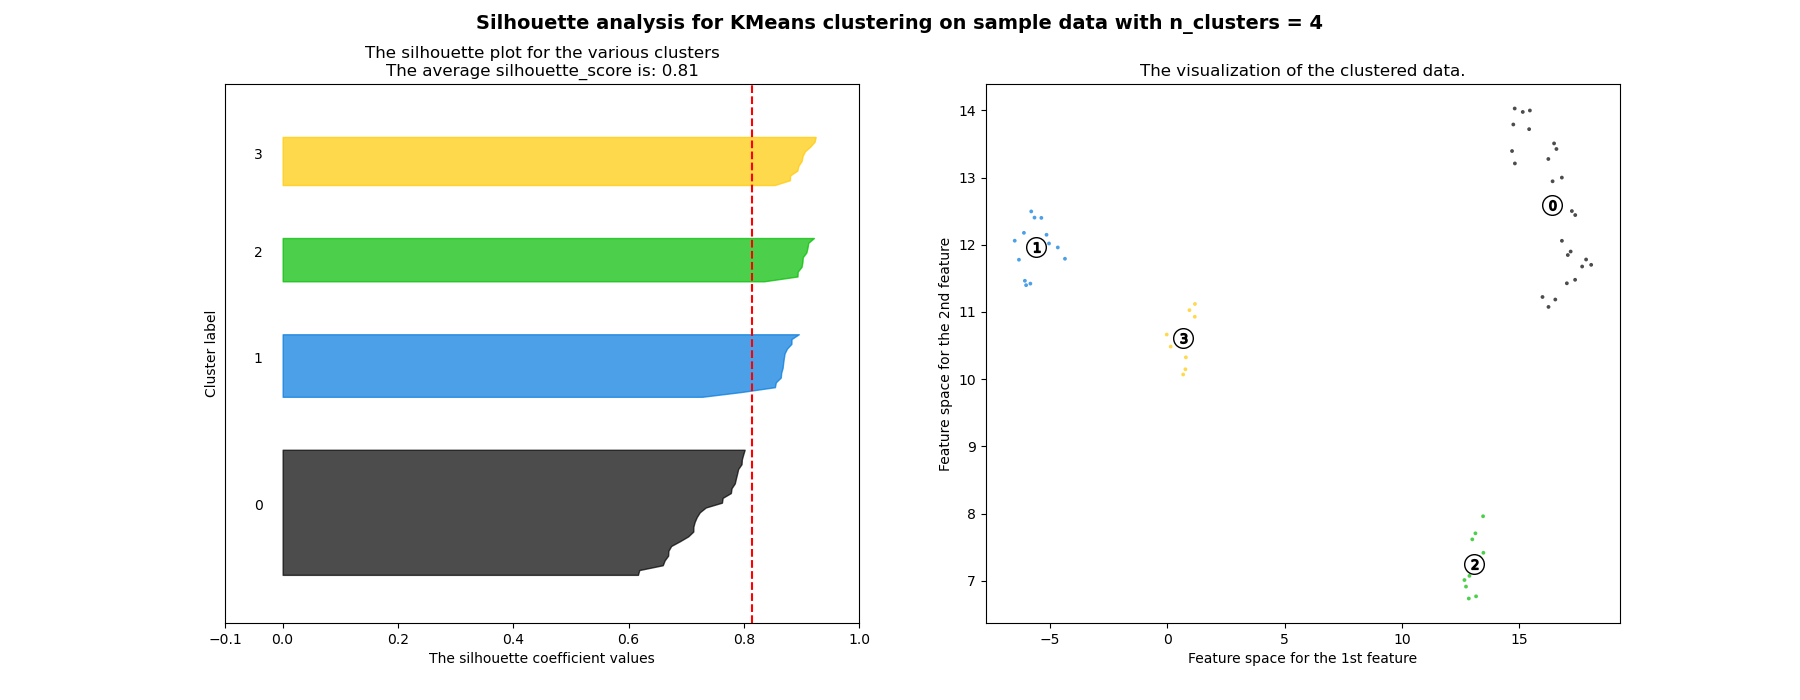 Silhouette analysis for KMeans clustering on sample data with n_clusters = 4
The silhouette plot for the various clusters
The average silhouette_score is: 0.81
Cluster label
3
2
1
0
−0.1 0.0 0.2 0.4 0.6 0.8 1.0
The silhouette coefficient values
The visualization of the clustered data.
Feature space for the 2nd feature
14
13
12
11
10
9
8
7
0
1
3
2
−5 0 5 10 15
Feature space for the 1st feature